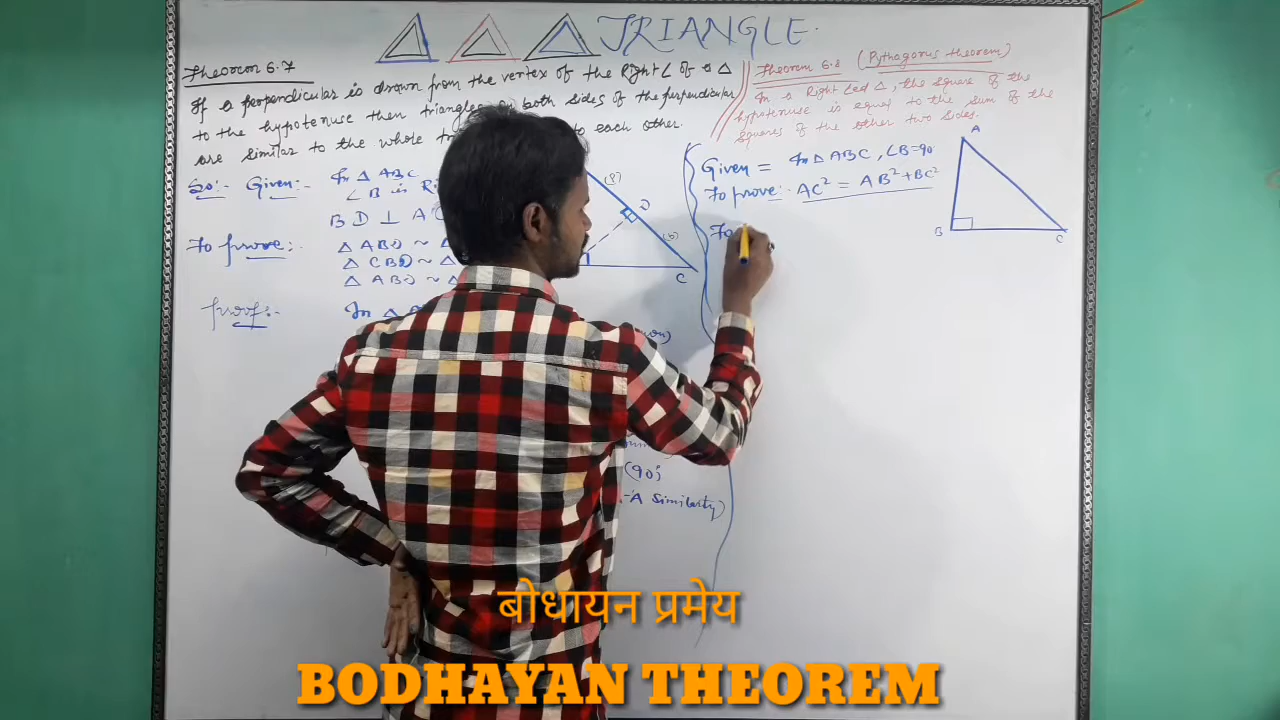 TRIANGLE.
Theorem 6.7
If a perpendicular is drawn from the vertex of the Right ∠ of a △
to the hypotenuse then triangles on both sides of the perpendicular
are similar to the whole to each other.
So:- Given:- In △ ABC
∠B is
BD ⊥
To prove:- △ ABD ~ △
△ CBD ~ △
△ ABD ~ △
Proof:- In △
(90°)
-A Similarity)
D
C
Theorem 6.8 (Pythagorus theorem)
In a Right ∠ed △, the square of the
hypotenuse is equal to the sum of the
squares of the other two sides.
Given = In △ ABC, ∠B=90
To prove:- AC² = AB²+BC²
To
A
B
C
बोधायन प्रमेय
BODHAYAN THEOREM